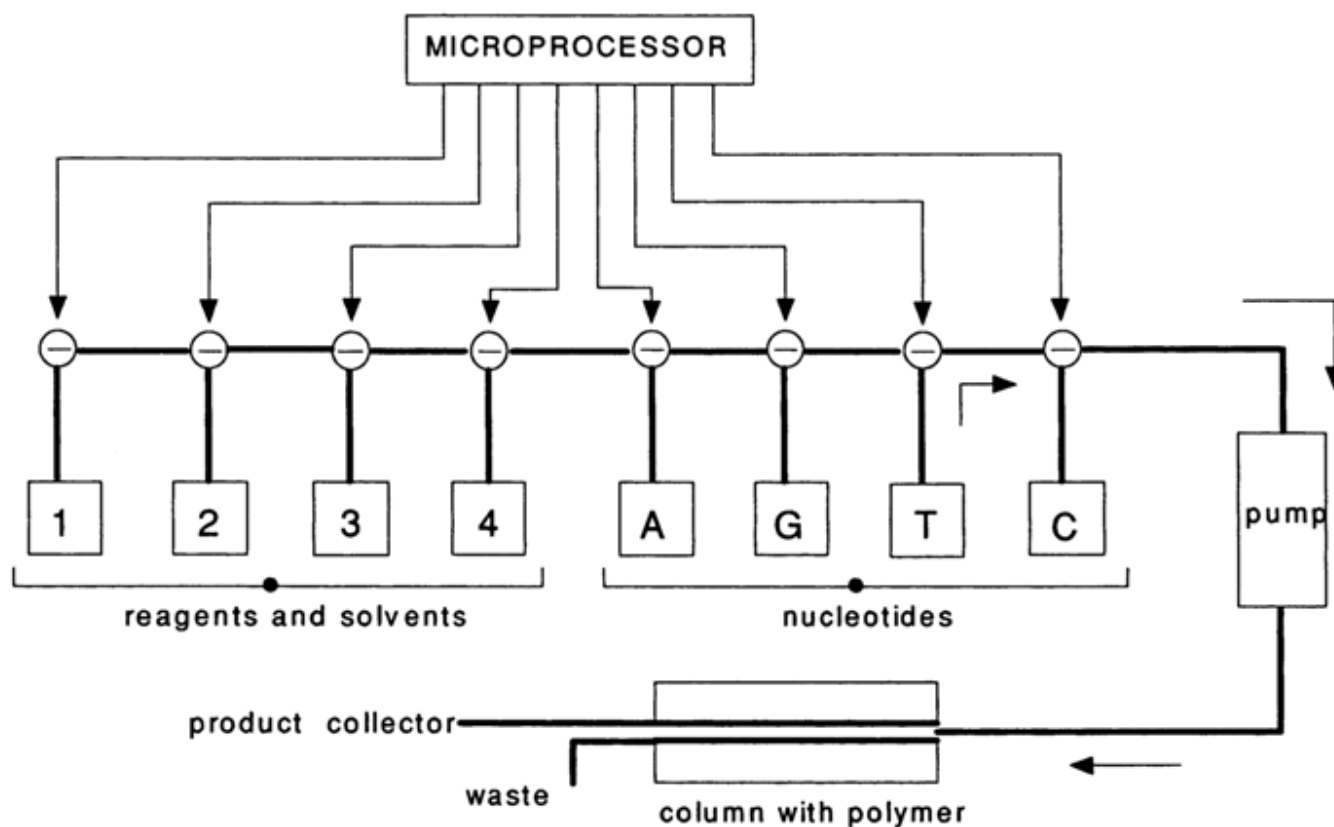 MICROPROCESSOR
1 2 3 4 A G T C
pump
reagents and solvents
nucleotides
product collector
waste
column with polymer